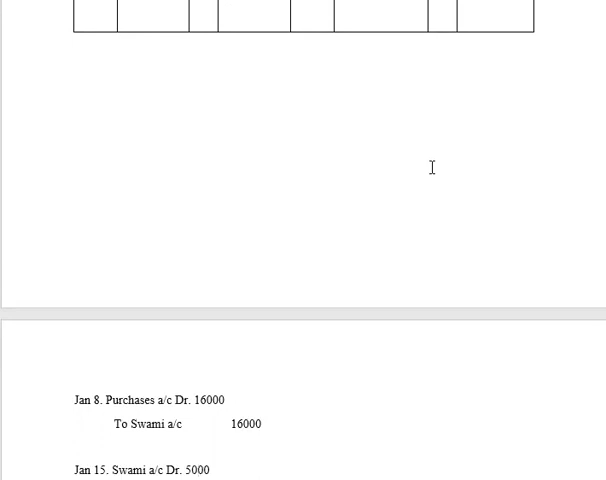 Jan 8. Purchases a/c Dr. 16000
To Swami a/c 16000
Jan 15. Swami a/c Dr. 5000